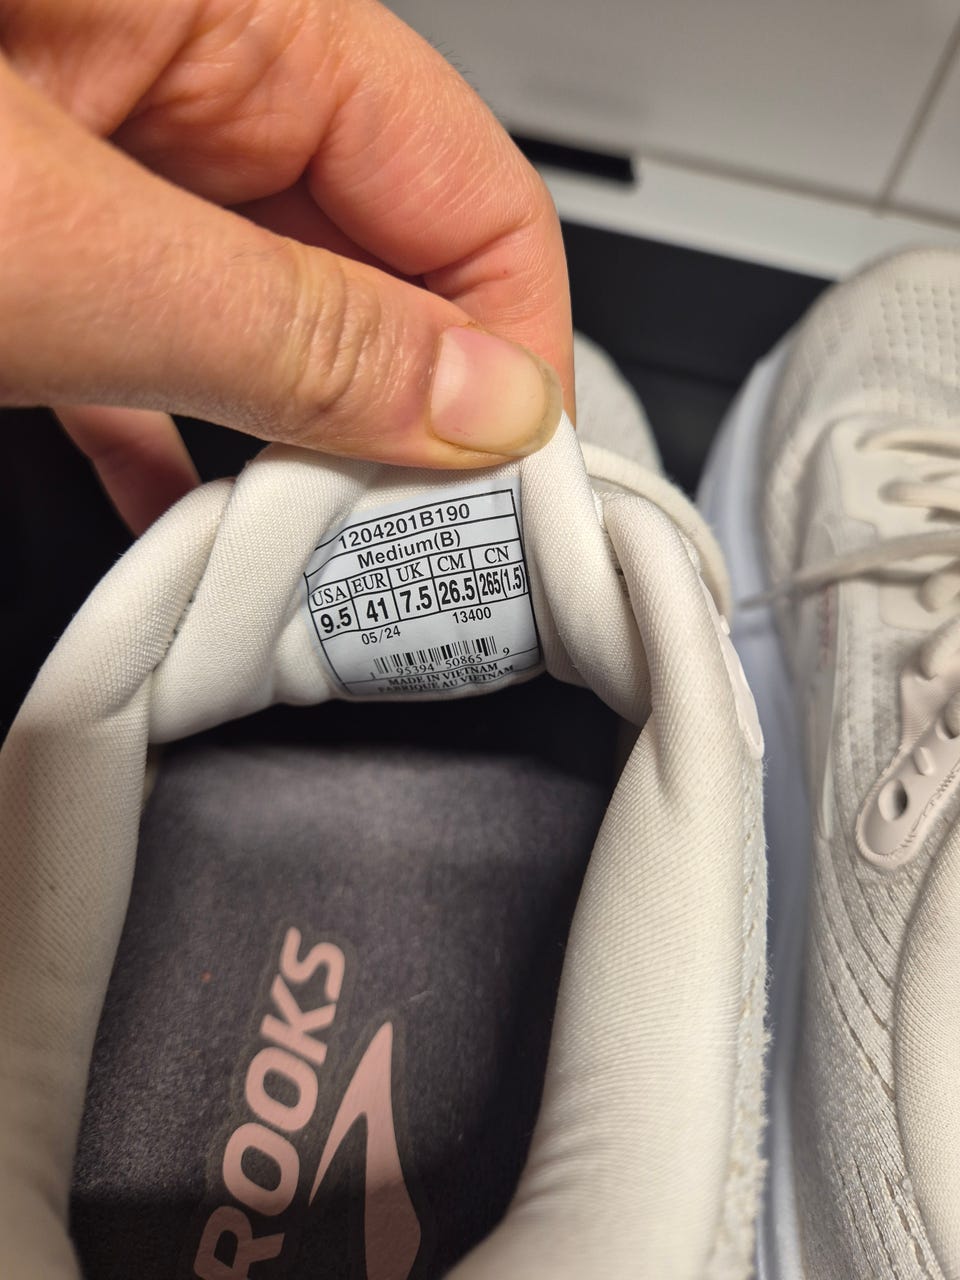 1204201B190
Medium(B)
USA EUR UK CM CN
9.5 41 7.5 26.5 265(1.5)
05/24 13400
1 95394 50865 9
MADE IN VIETNAM
FABRIQUE AU VIETNAM
ROOKS